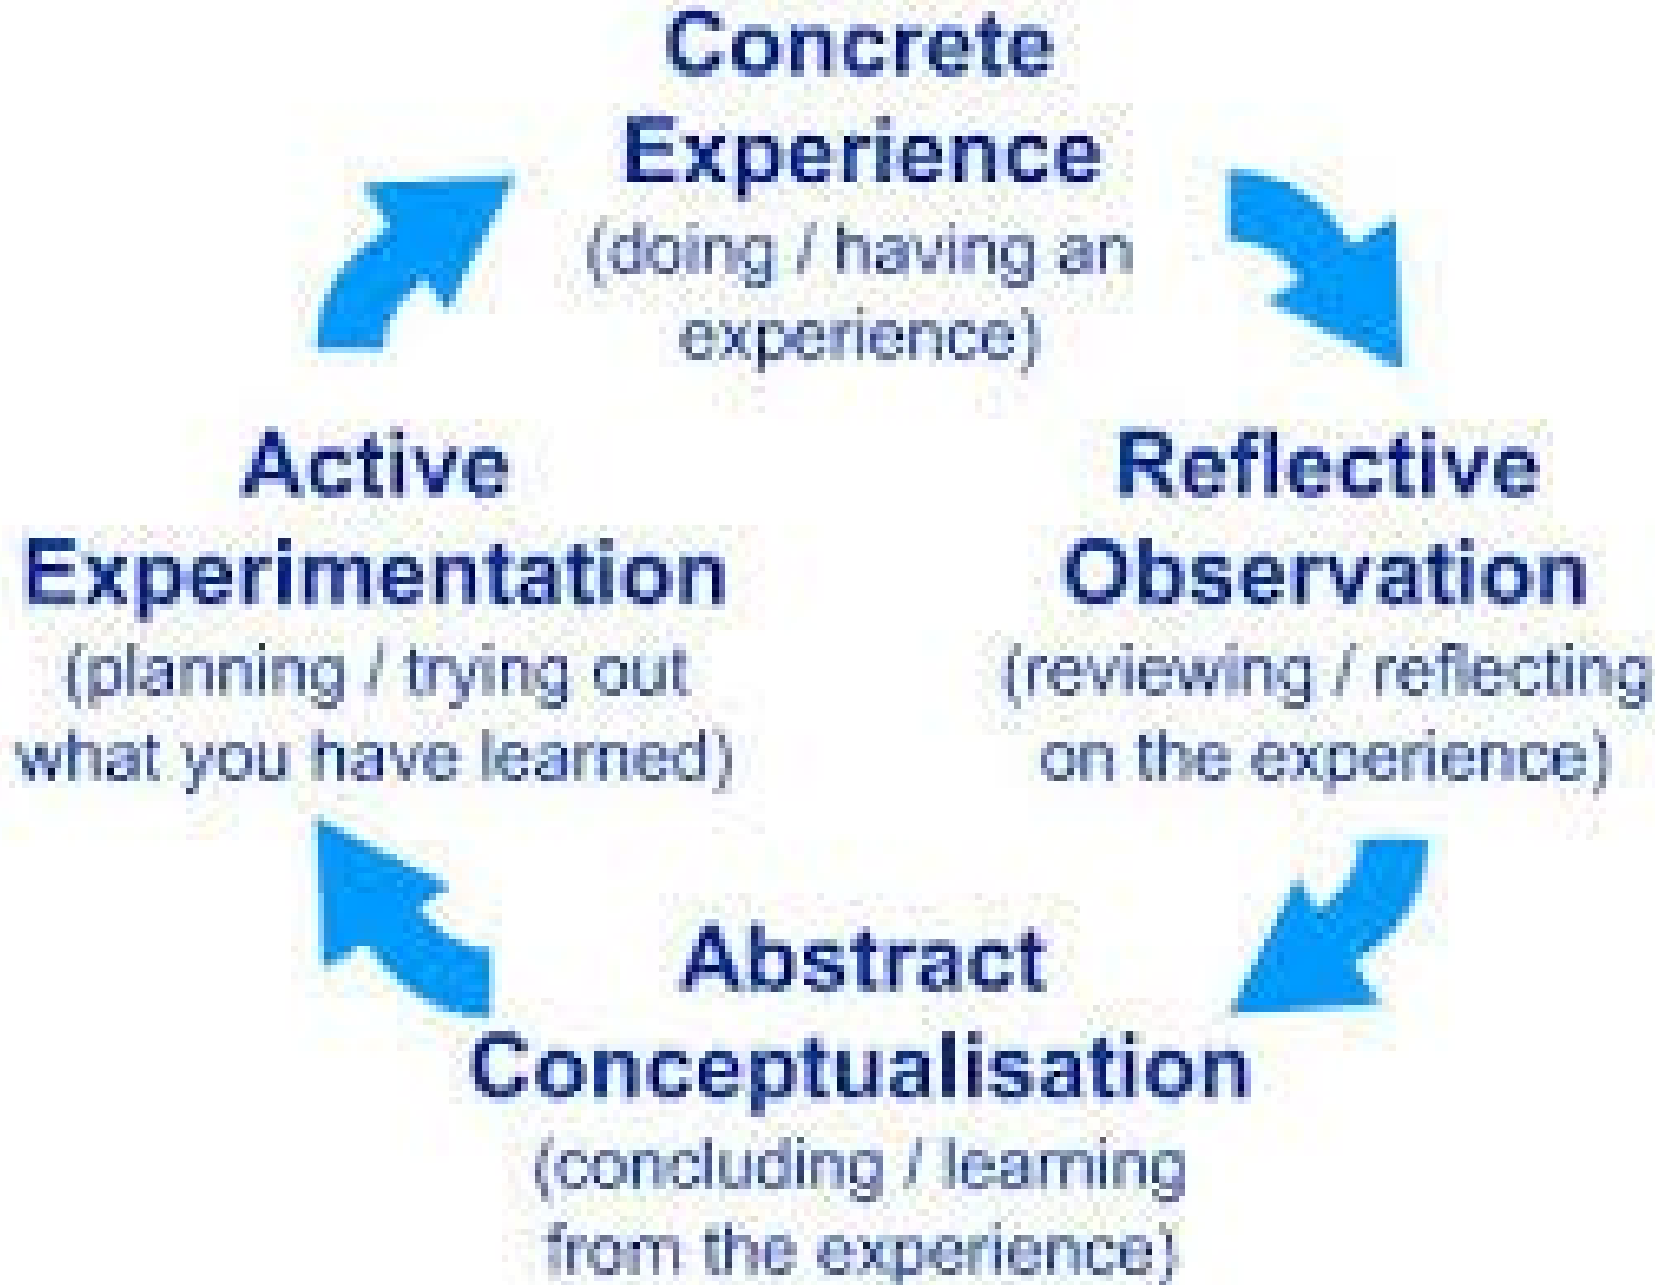 Concrete
Experience
(doing / having an
experience)
Active
Experimentation
(planning / trying out
what you have learned)
Reflective
Observation
(reviewing / reflecting
on the experience)
Abstract
Conceptualisation
(concluding / learning
from the experience)